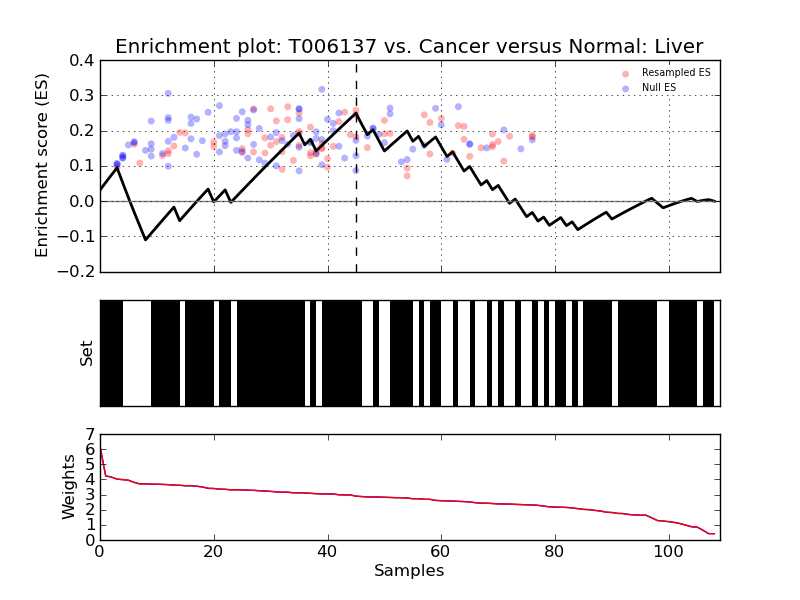 Enrichment plot: T006137 vs. Cancer versus Normal: Liver
Enrichment score (ES)
0.4
0.3
0.2
0.1
0.0
−0.1
−0.2
Resampled ES
Null ES
Set
Weights
7
6
5
4
3
2
1
0
0 20 40 60 80 100
Samples